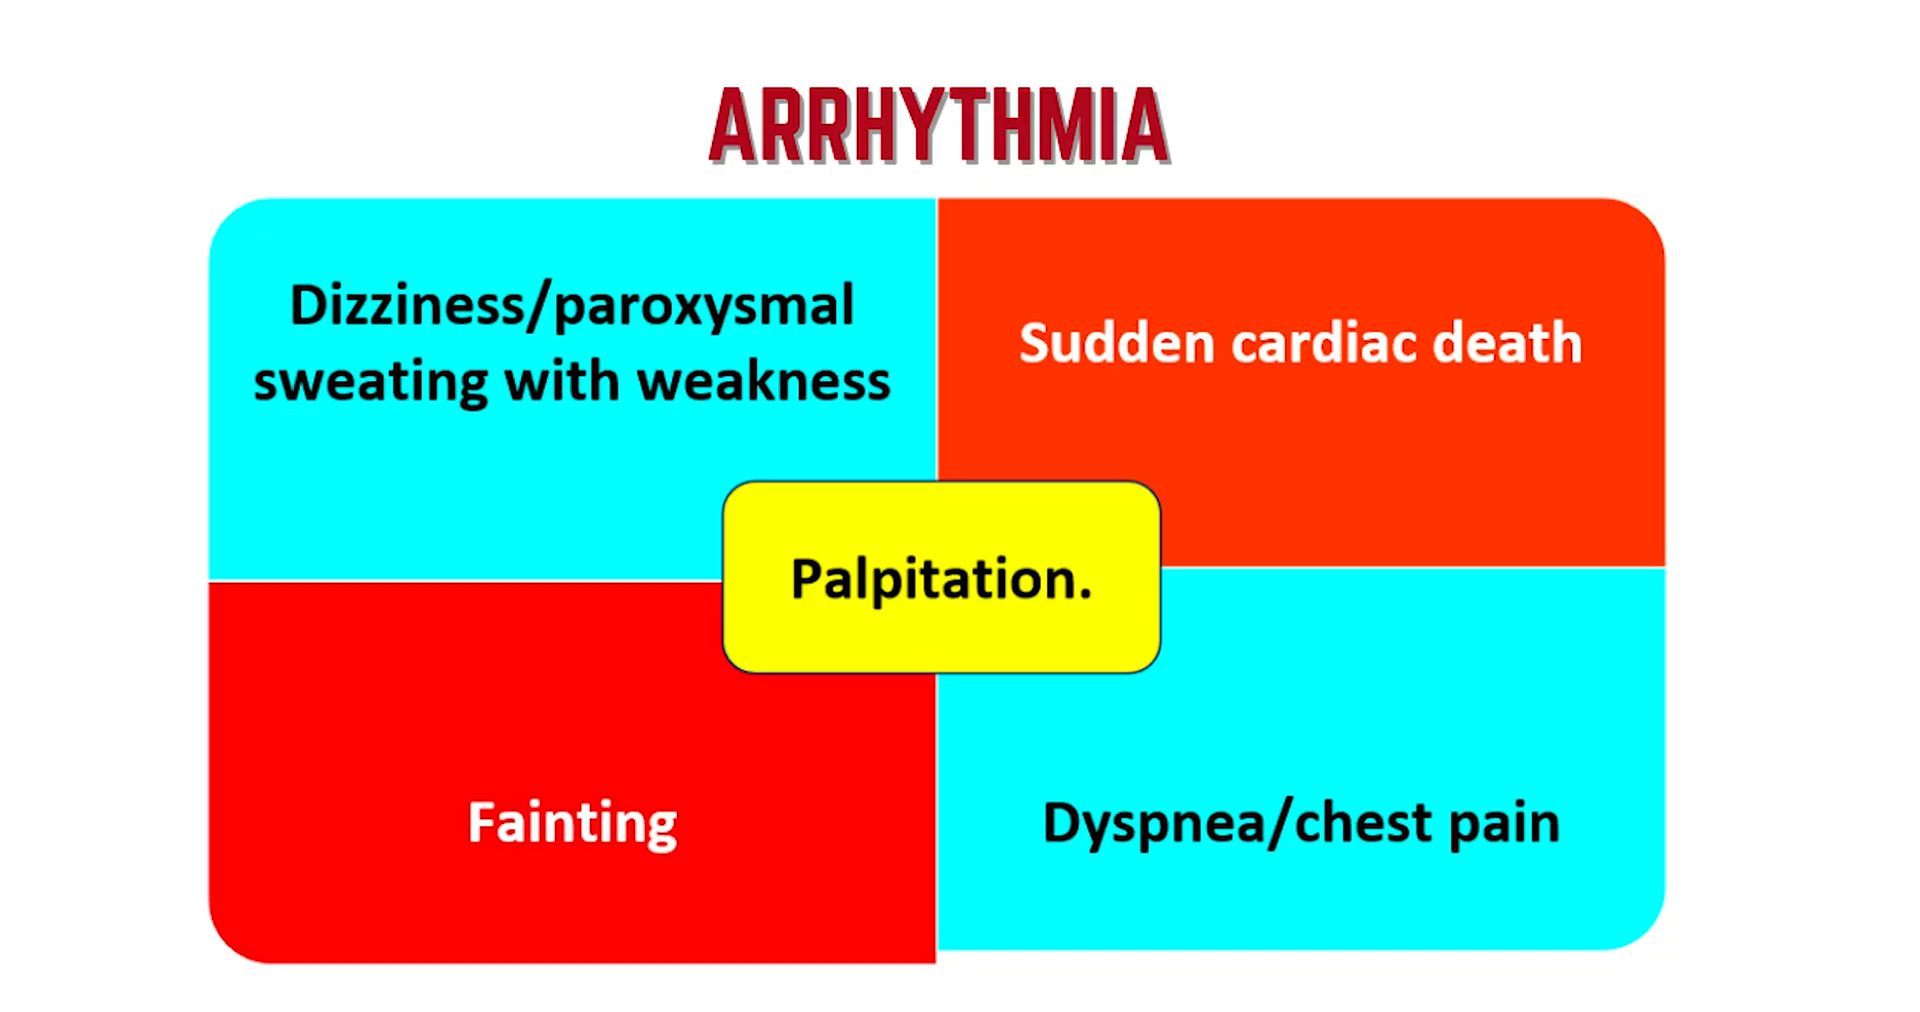 ARRHYTHMIA
Dizziness/paroxysmal
sweating with weakness
Sudden cardiac death
Palpitation.
Fainting
Dyspnea/chest pain